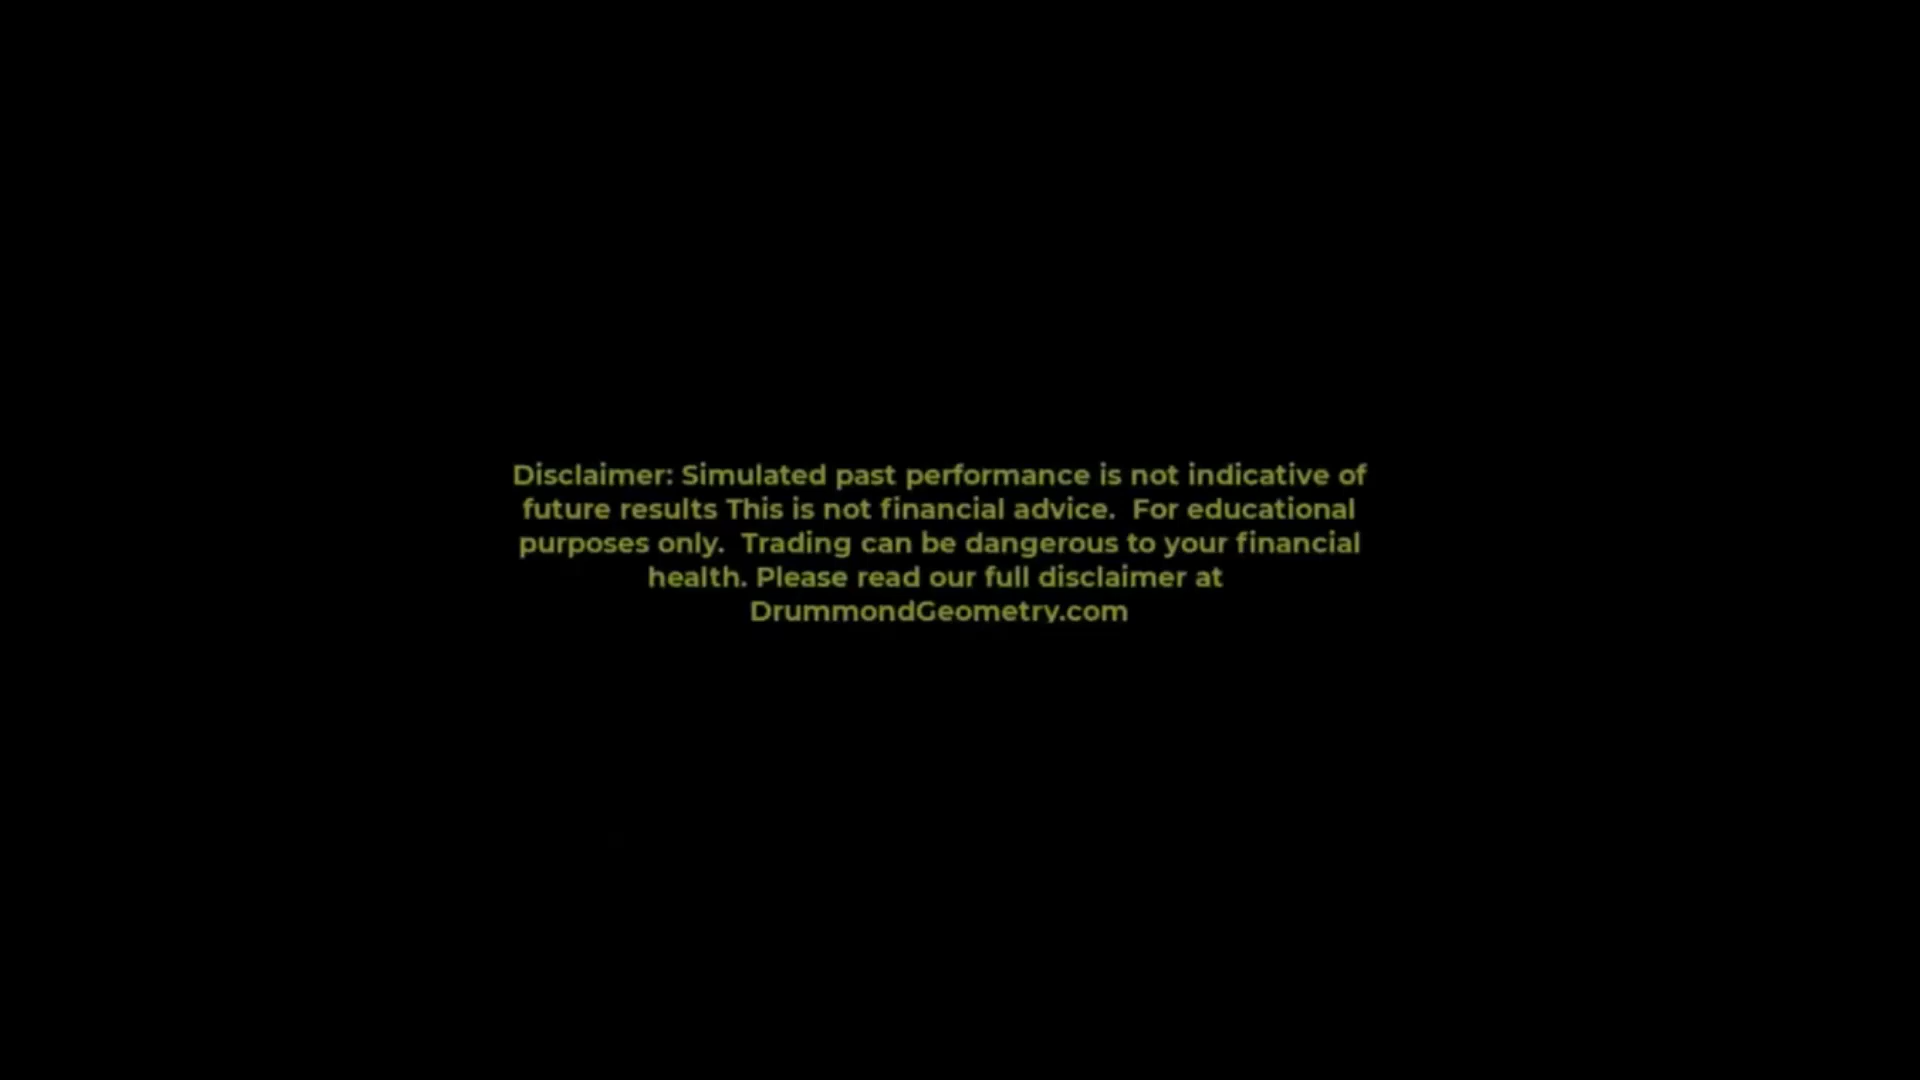 Disclaimer: Simulated past performance is not indicative of
future results This is not financial advice.  For educational
purposes only.  Trading can be dangerous to your financial
health. Please read our full disclaimer at
DrummondGeometry.com